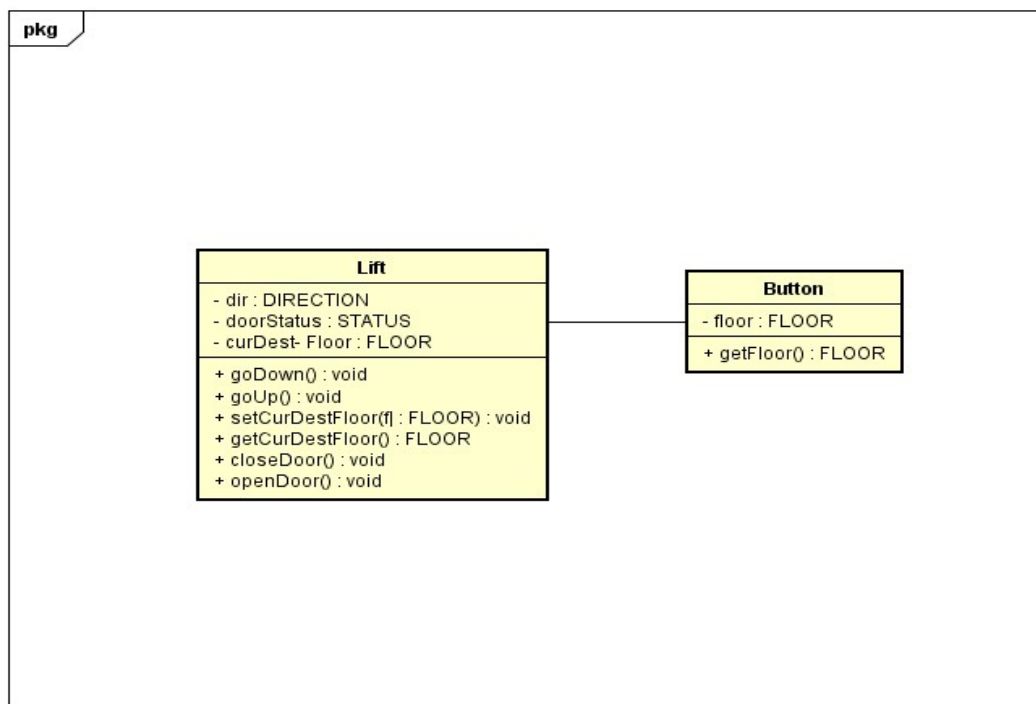 pkg
Lift
- dir : DIRECTION
- doorStatus : STATUS
- curDest- Floor : FLOOR
+ goDown() : void
+ goUp() : void
+ setCurDestFloor(f| : FLOOR) : void
+ getCurDestFloor() : FLOOR
+ closeDoor() : void
+ openDoor() : void
Button
- floor : FLOOR
+ getFloor() : FLOOR